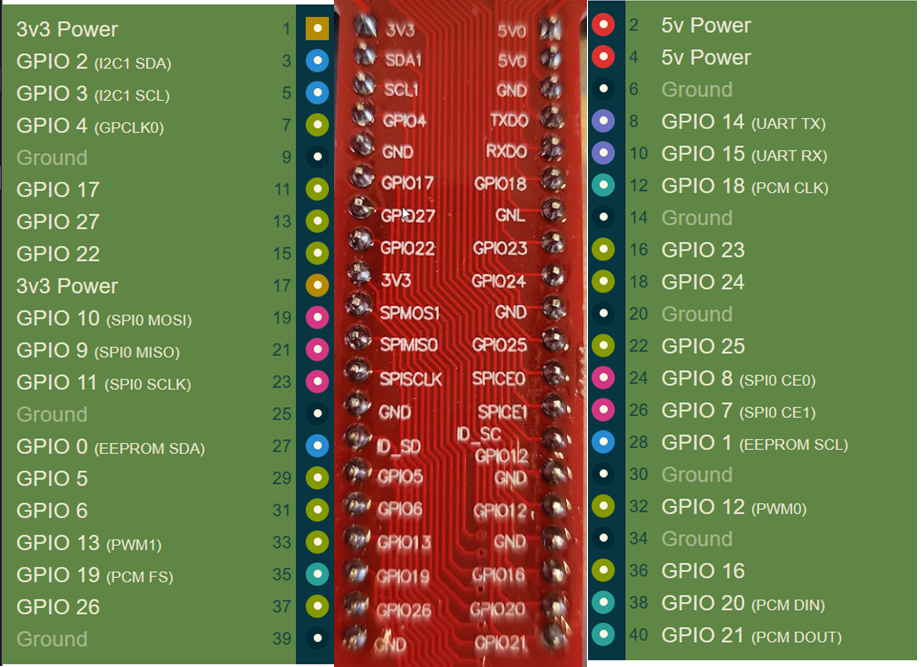 3v3 Power 1 3V3 5V0 2 5v Power
GPIO 2 (I2C1 SDA) 3 SDA1 5V0 4 5v Power
GPIO 3 (I2C1 SCL) 5 SCL1 GND 6 Ground
GPIO 4 (GPCLK0) 7 GPIO4 TXDO 8 GPIO 14 (UART TX)
Ground 9 GND RXDO 10 GPIO 15 (UART RX)
GPIO 17 11 GPIO17 GPIO18 12 GPIO 18 (PCM CLK)
GPIO 27 13 GPIO27 GNL 14 Ground
GPIO 22 15 GPIO22 GPIO23 16 GPIO 23
3v3 Power 17 3V3 GPIO24 18 GPIO 24
GPIO 10 (SPI0 MOSI) 19 SPMOS1 GND 20 Ground
GPIO 9 (SPI0 MISO) 21 SPIMISO GPIO25 22 GPIO 25
GPIO 11 (SPI0 SCLK) 23 SPISCLK SPICE0 24 GPIO 8 (SPI0 CE0)
Ground 25 GND SPICE1 26 GPIO 7 (SPI0 CE1)
GPIO 0 (EEPROM SDA) 27 ID_SD ID_SC 28 GPIO 1 (EEPROM SCL)
GPIO12
GPIO 5 29 GPIO5 GND 30 Ground
GPIO 6 31 GPIO6 GPIO12 32 GPIO 12 (PWM0)
GPIO 13 (PWM1) 33 GPIO13 GND 34 Ground
GPIO 19 (PCM FS) 35 GPIO19 GPIO16 36 GPIO 16
GPIO 26 37 GPIO26 GPIO20 38 GPIO 20 (PCM DIN)
Ground 39 GND GPIO21 40 GPIO 21 (PCM DOUT)